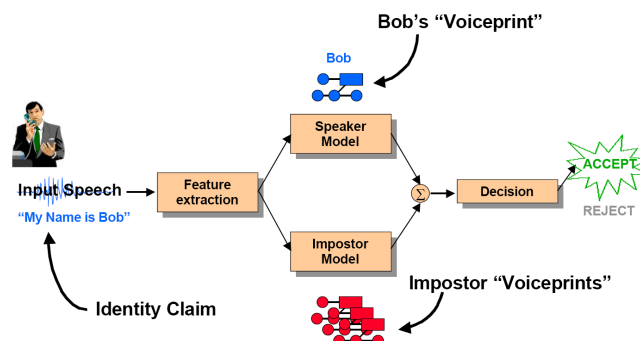 Bob's “Voiceprint”
Bob
Speaker
Model
Input Speech
Feature
extraction
Σ
Decision
ACCEPT
REJECT
“My Name is Bob”
Impostor
Model
Impostor “Voiceprints”
Identity Claim